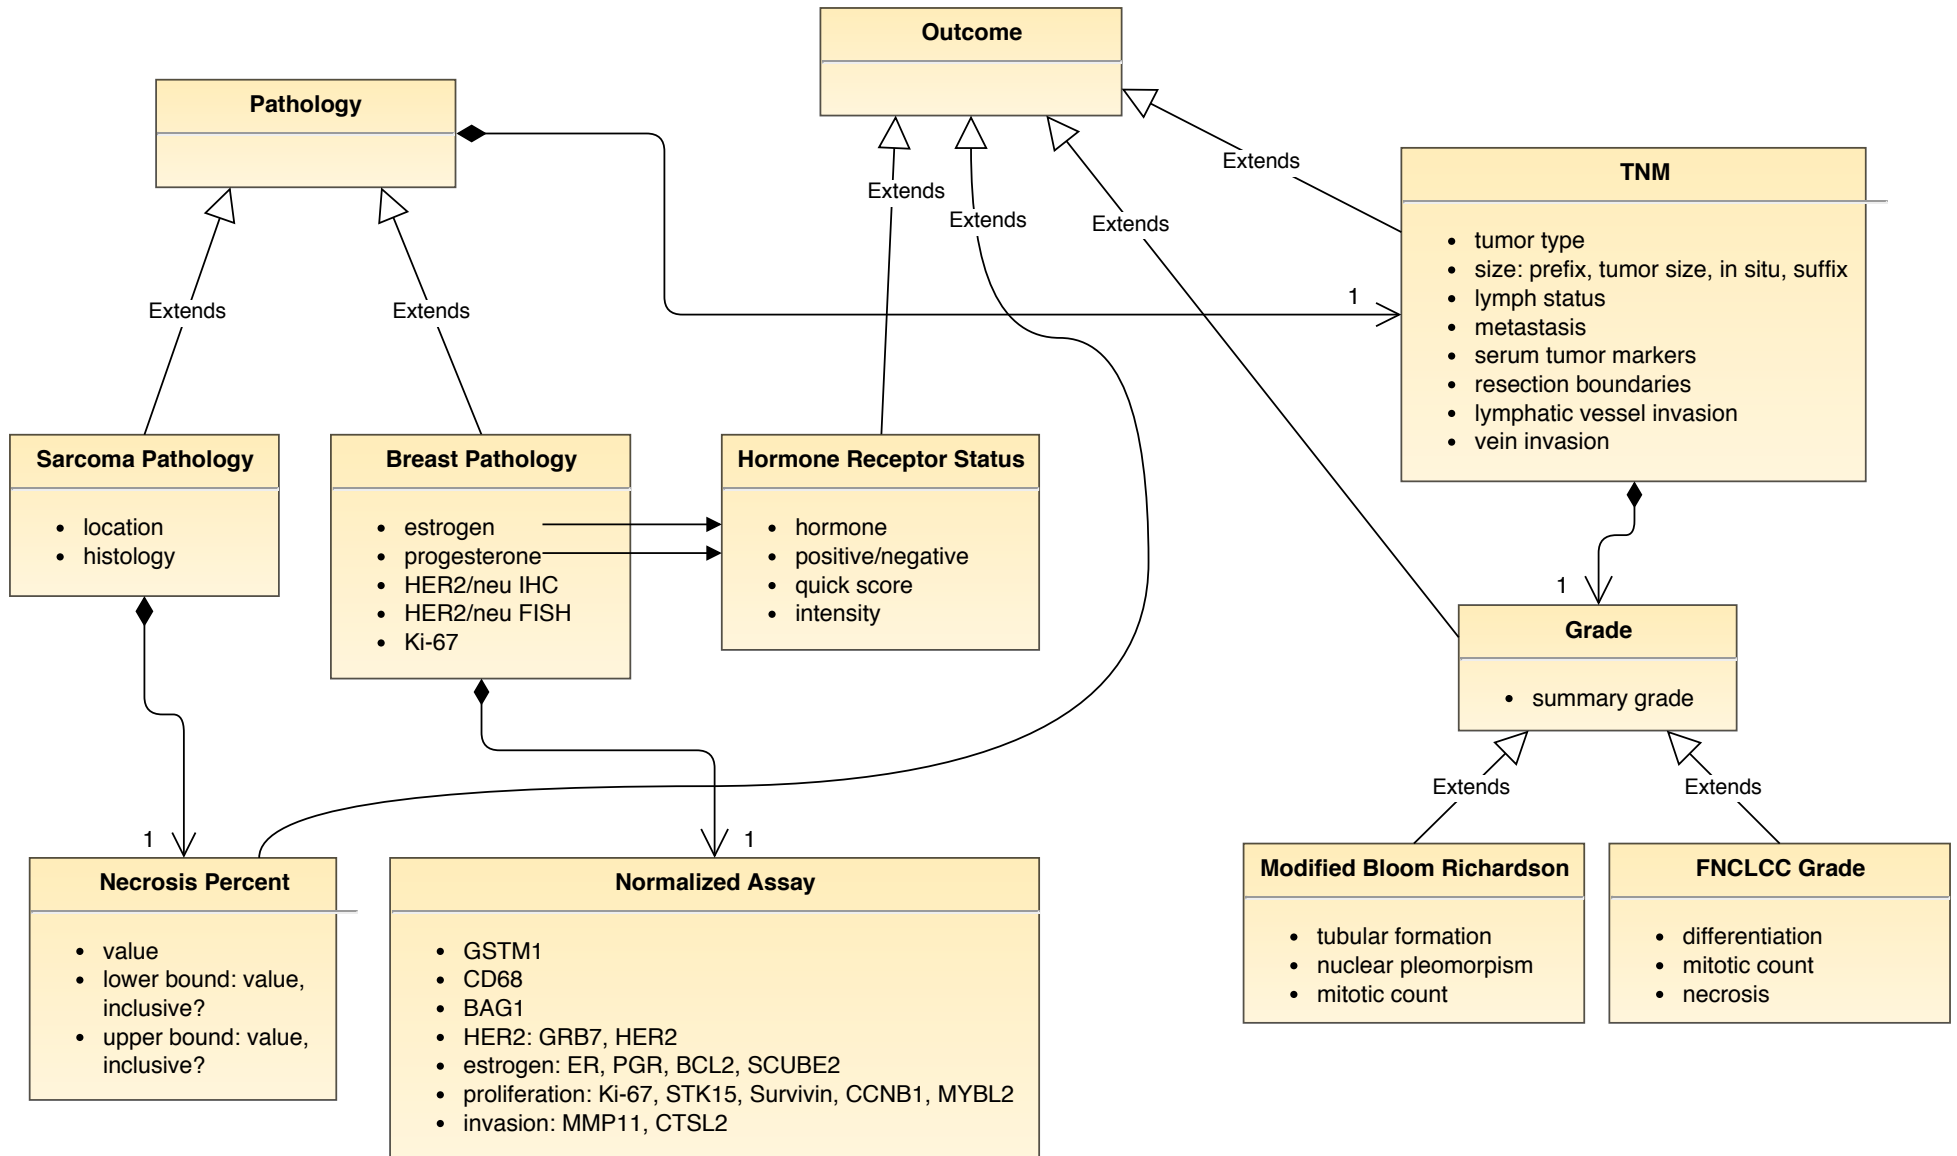 Outcome
Pathology
Extends
TNM
Extends
Extends
Extends
• tumor type
• size: prefix, tumor size, in situ, suffix
• lymph status
• metastasis
• serum tumor markers
• resection boundaries
• lymphatic vessel invasion
• vein invasion
1
Extends
Extends
Sarcoma Pathology
• location
• histology
Breast Pathology
• estrogen
• progesterone
• HER2/neu IHC
• HER2/neu FISH
• Ki-67
Hormone Receptor Status
• hormone
• positive/negative
• quick score
• intensity
1
Grade
• summary grade
Extends
Extends
1
1
Necrosis Percent
• value
• lower bound: value,
inclusive?
• upper bound: value,
inclusive?
Normalized Assay
• GSTM1
• CD68
• BAG1
• HER2: GRB7, HER2
• estrogen: ER, PGR, BCL2, SCUBE2
• proliferation: Ki-67, STK15, Survivin, CCNB1, MYBL2
• invasion: MMP11, CTSL2
Modified Bloom Richardson
• tubular formation
• nuclear pleomorpism
• mitotic count
FNCLCC Grade
• differentiation
• mitotic count
• necrosis